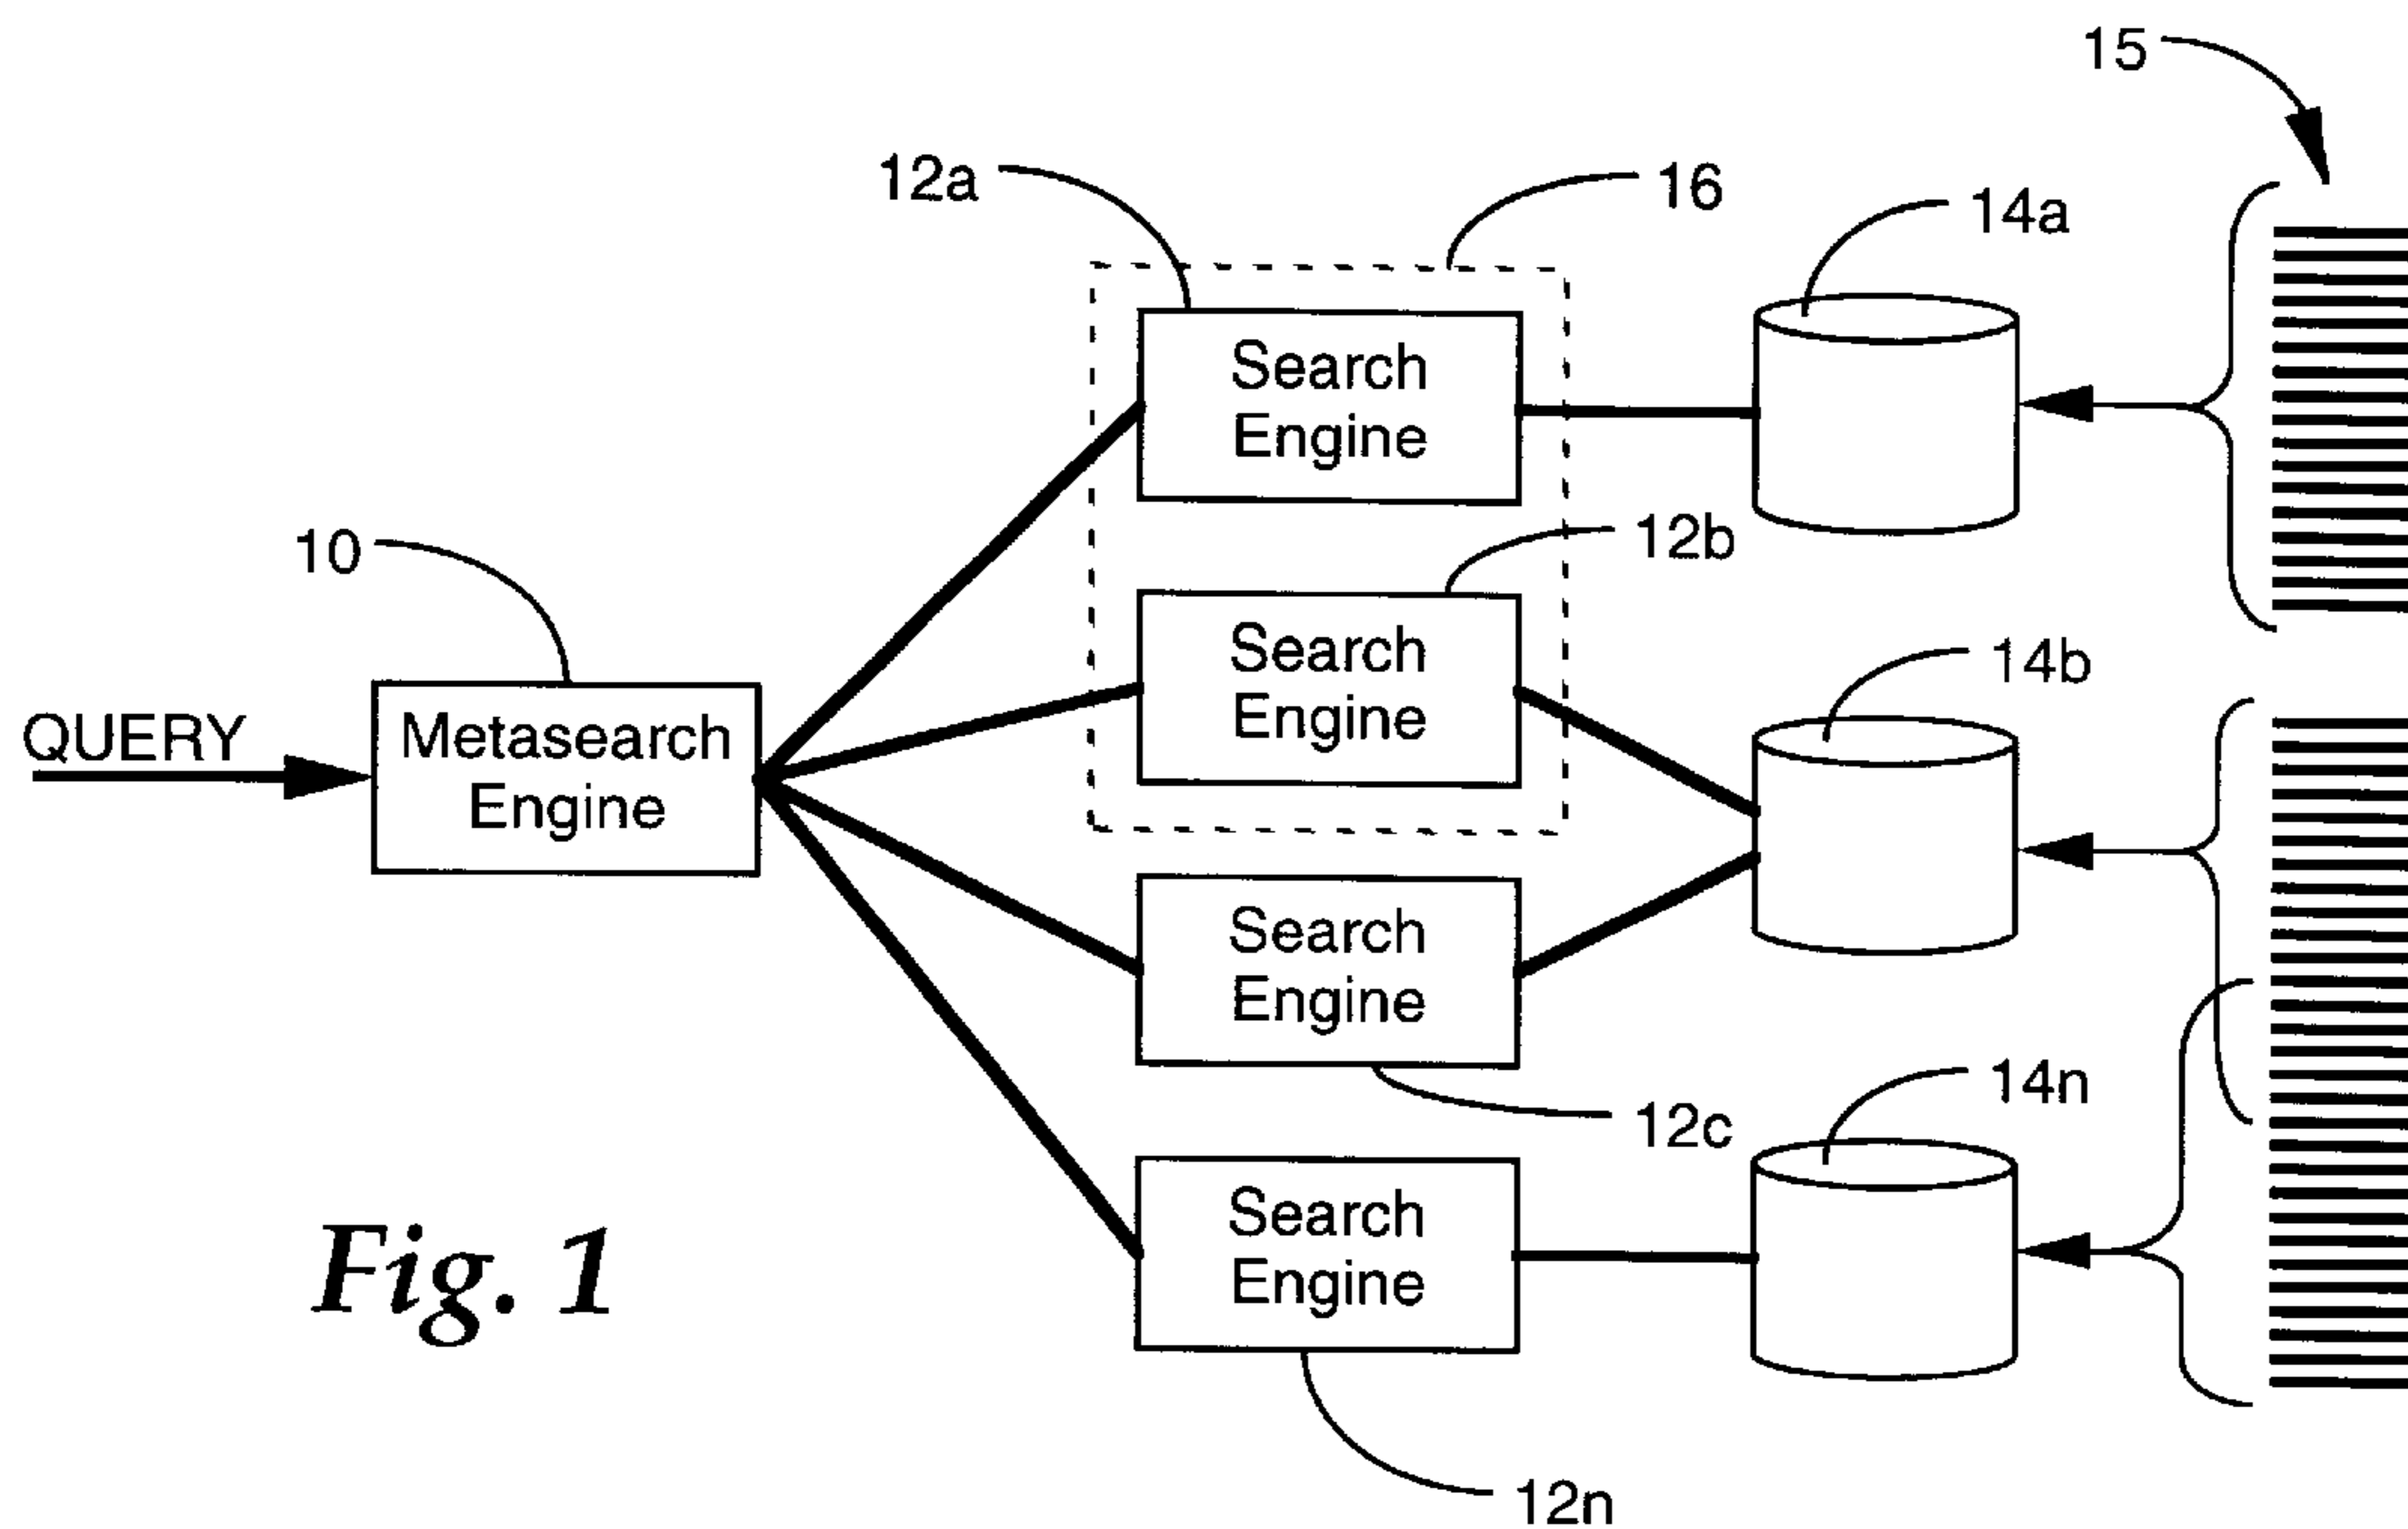 15
12a
16
14a
Search
Engine
10
12b
Search
Engine
14b
QUERY
Metasearch
Engine
Search
Engine
12c
14n
Search
Engine
Fig. 1
12n